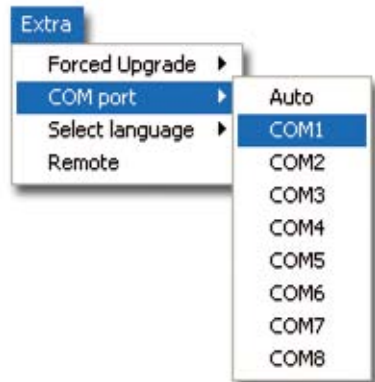 Extra
Forced Upgrade
COM port
Select language
Remote
Auto
COM1
COM2
COM3
COM4
COM5
COM6
COM7
COM8